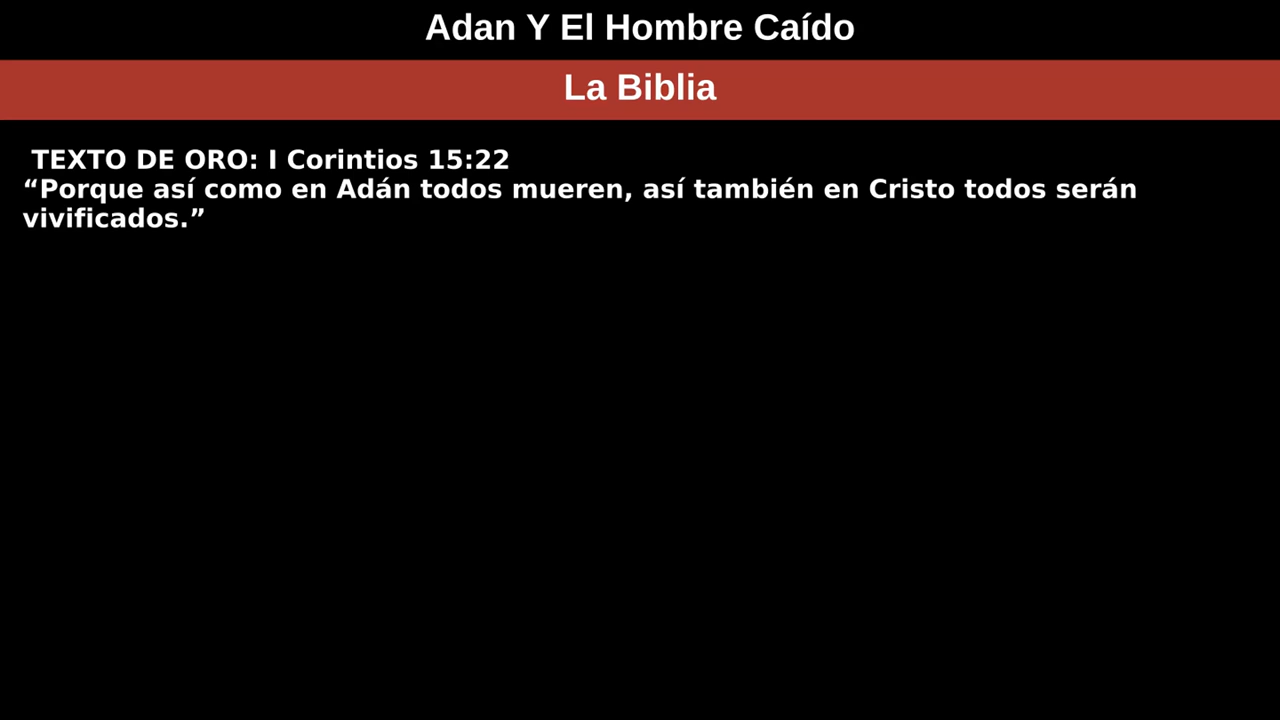 Adan Y El Hombre Caído
La Biblia
TEXTO DE ORO: I Corintios 15:22
“Porque así como en Adán todos mueren, así también en Cristo todos serán
vivificados.”